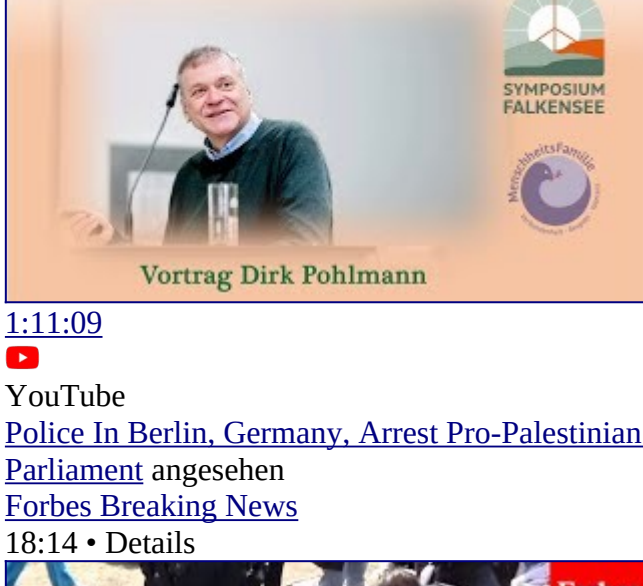 SYMPOSIUM
FALKENSEE
MenschheitsFamilie
Vortrag Dirk Pohlmann
1:11:09
YouTube
Police In Berlin, Germany, Arrest Pro-Palestinian
Parliament angesehen
Forbes Breaking News
18:14 • Details